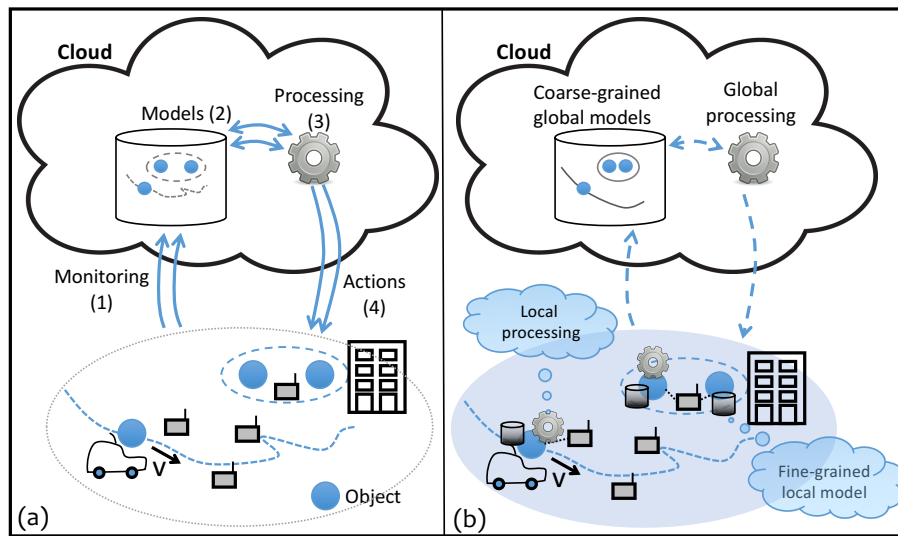 Cloud
Processing
(3)
Models (2)
Monitoring
(1)
Actions
(4)
V
Object
(a)
Cloud
Coarse-grained
global models
Global
processing
Local
processing
V
Fine-grained
local model
(b)